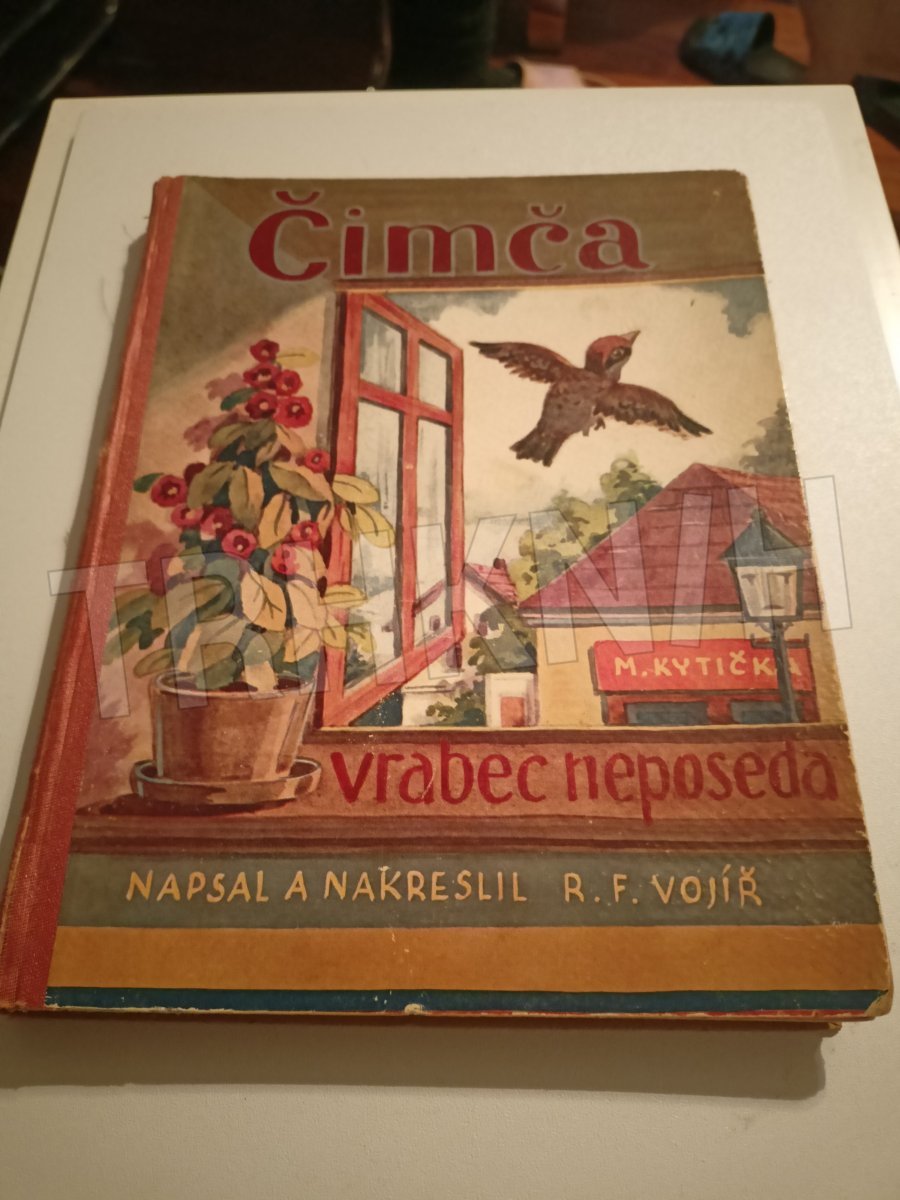 Čimča
M. KYTIČKA
vrabec neposeda
NAPSAL A NAKRESLIL R. F. VOJÍŘ